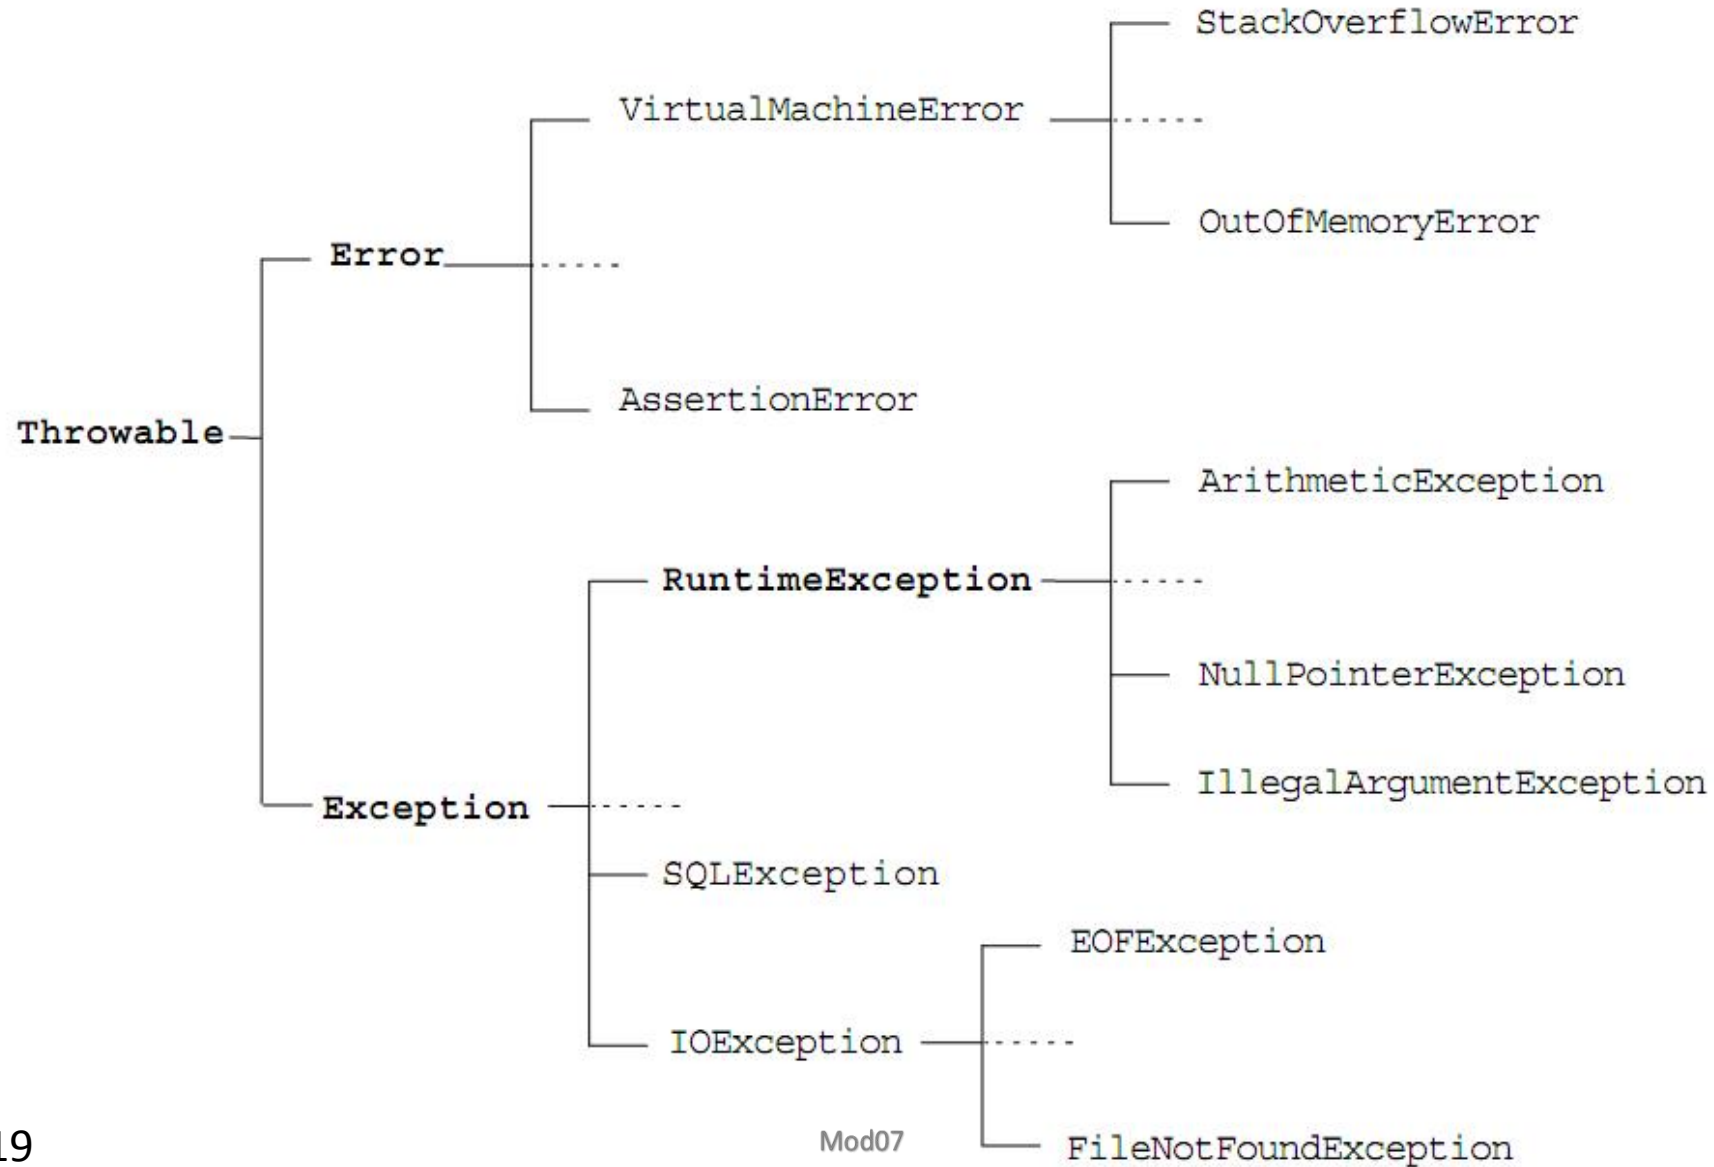 StackOverflowError
VirtualMachineError
OutOfMemoryError
Error
AssertionError
Throwable
ArithmeticException
RuntimeException
NullPointerException
IllegalArgumentException
Exception
SQLException
EOFException
IOException
FileNotFoundException
19
Mod07